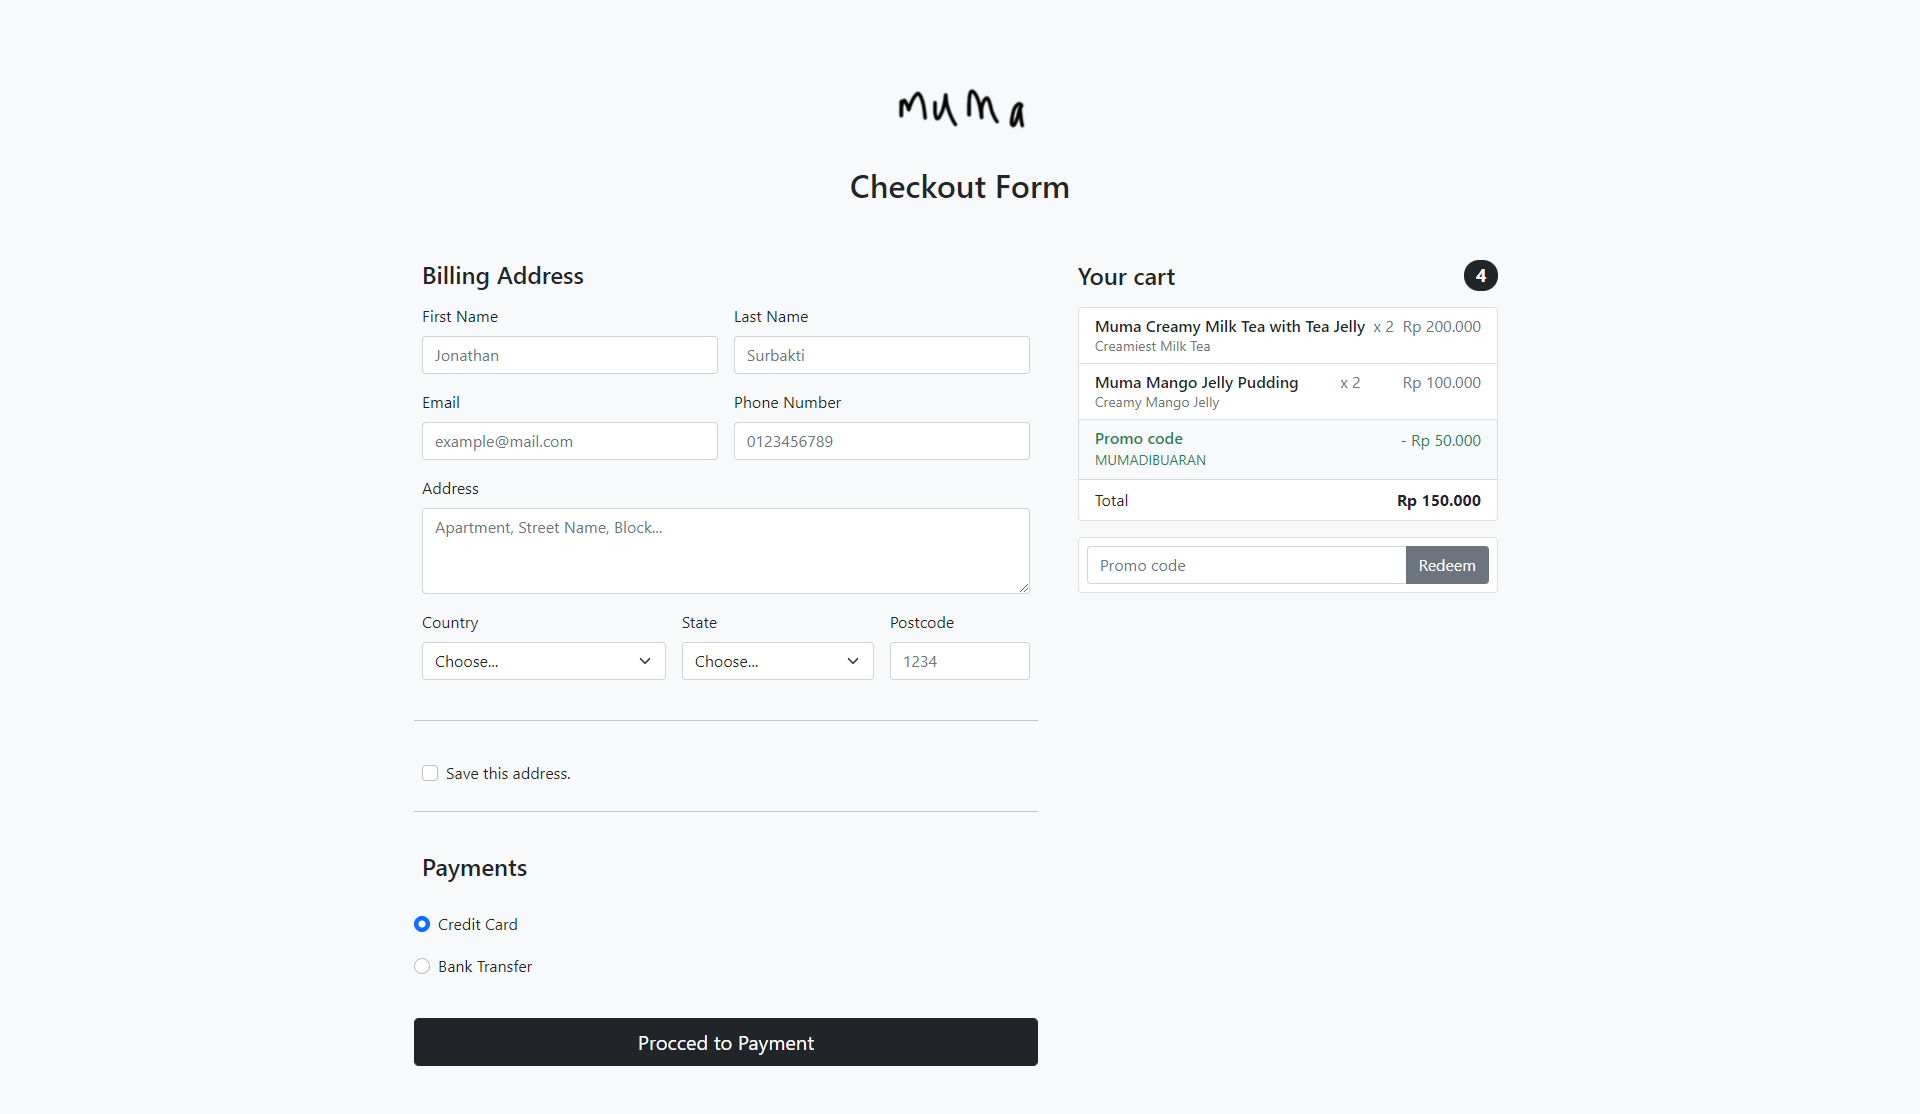 muma
Checkout Form
Billing Address
First Name Last Name
Jonathan Surbakti
Email Phone Number
example@mail.com 0123456789
Address
Apartment, Street Name, Block...
Country State Postcode
Choose... Choose... 1234
Save this address.
Payments
Credit Card
Bank Transfer
Procced to Payment
Your cart 4
Muma Creamy Milk Tea with Tea Jelly x 2 Rp 200.000
Creamiest Milk Tea
Muma Mango Jelly Pudding x 2 Rp 100.000
Creamy Mango Jelly
Promo code - Rp 50.000
MUMADIBUARAN
Total Rp 150.000
Promo code Redeem